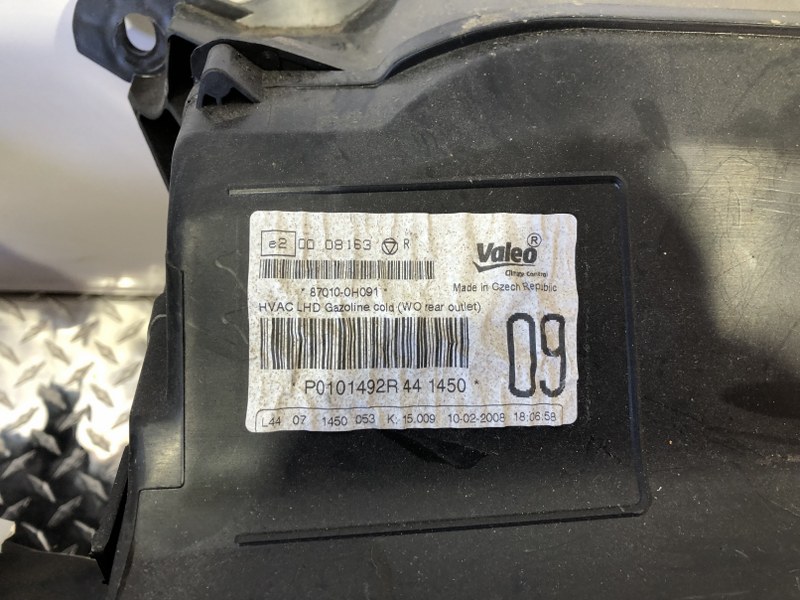 e2 00 08163 R
Valeo ®
Climate Control
* 87010-0H091 *
Made in Czech Republic
HVAC LHD Gazoline cold (WO rear outlet)
09
* P0101492R 44 1450 *
L44 07 1450 053 K: 15.009 10-02-2008 18:06:58